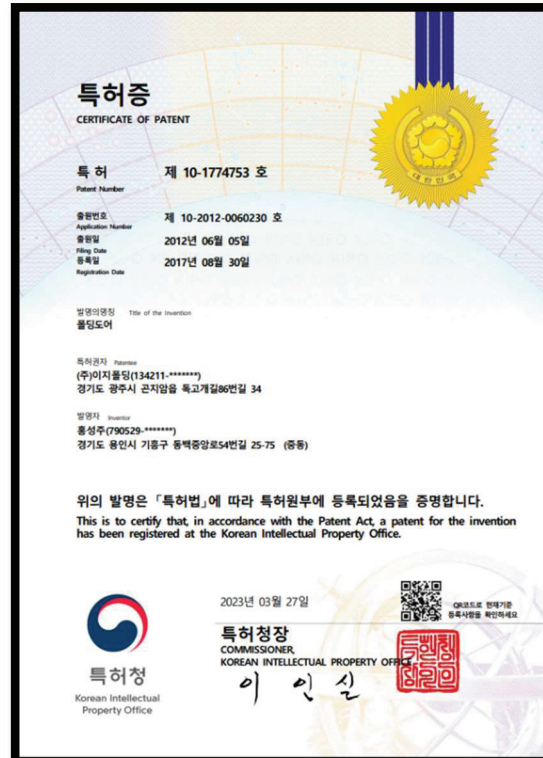 특허증
CERTIFICATE OF PATENT
대한민국
특 허 제 10-1774753 호
Patent Number
출원번호 제 10-2012-0060230 호
Application Number
출원일 2012년 06월 05일
Filing Date
등록일 2017년 08월 30일
Registration Date
발명의명칭 Title of the Invention
폴딩도어
특허권자 Patentee
(주)이지폴딩(134211-*******)
경기도 광주시 곤지암읍 독고개길86번길 34
발명자 Inventor
홍성주(790529-*******)
경기도 용인시 기흥구 동백중앙로54번길 25-75 (중동)
위의 발명은 「특허법」에 따라 특허원부에 등록되었음을 증명합니다.
This is to certify that, in accordance with the Patent Act, a patent for the invention
has been registered at the Korean Intellectual Property Office.
2023년 03월 27일
QR코드로 현재기준
등록사항을 확인하세요
특허청장
COMMISSIONER,
KOREAN INTELLECTUAL PROPERTY OFFICE
이 인 실
특허청
Korean Intellectual
Property Office